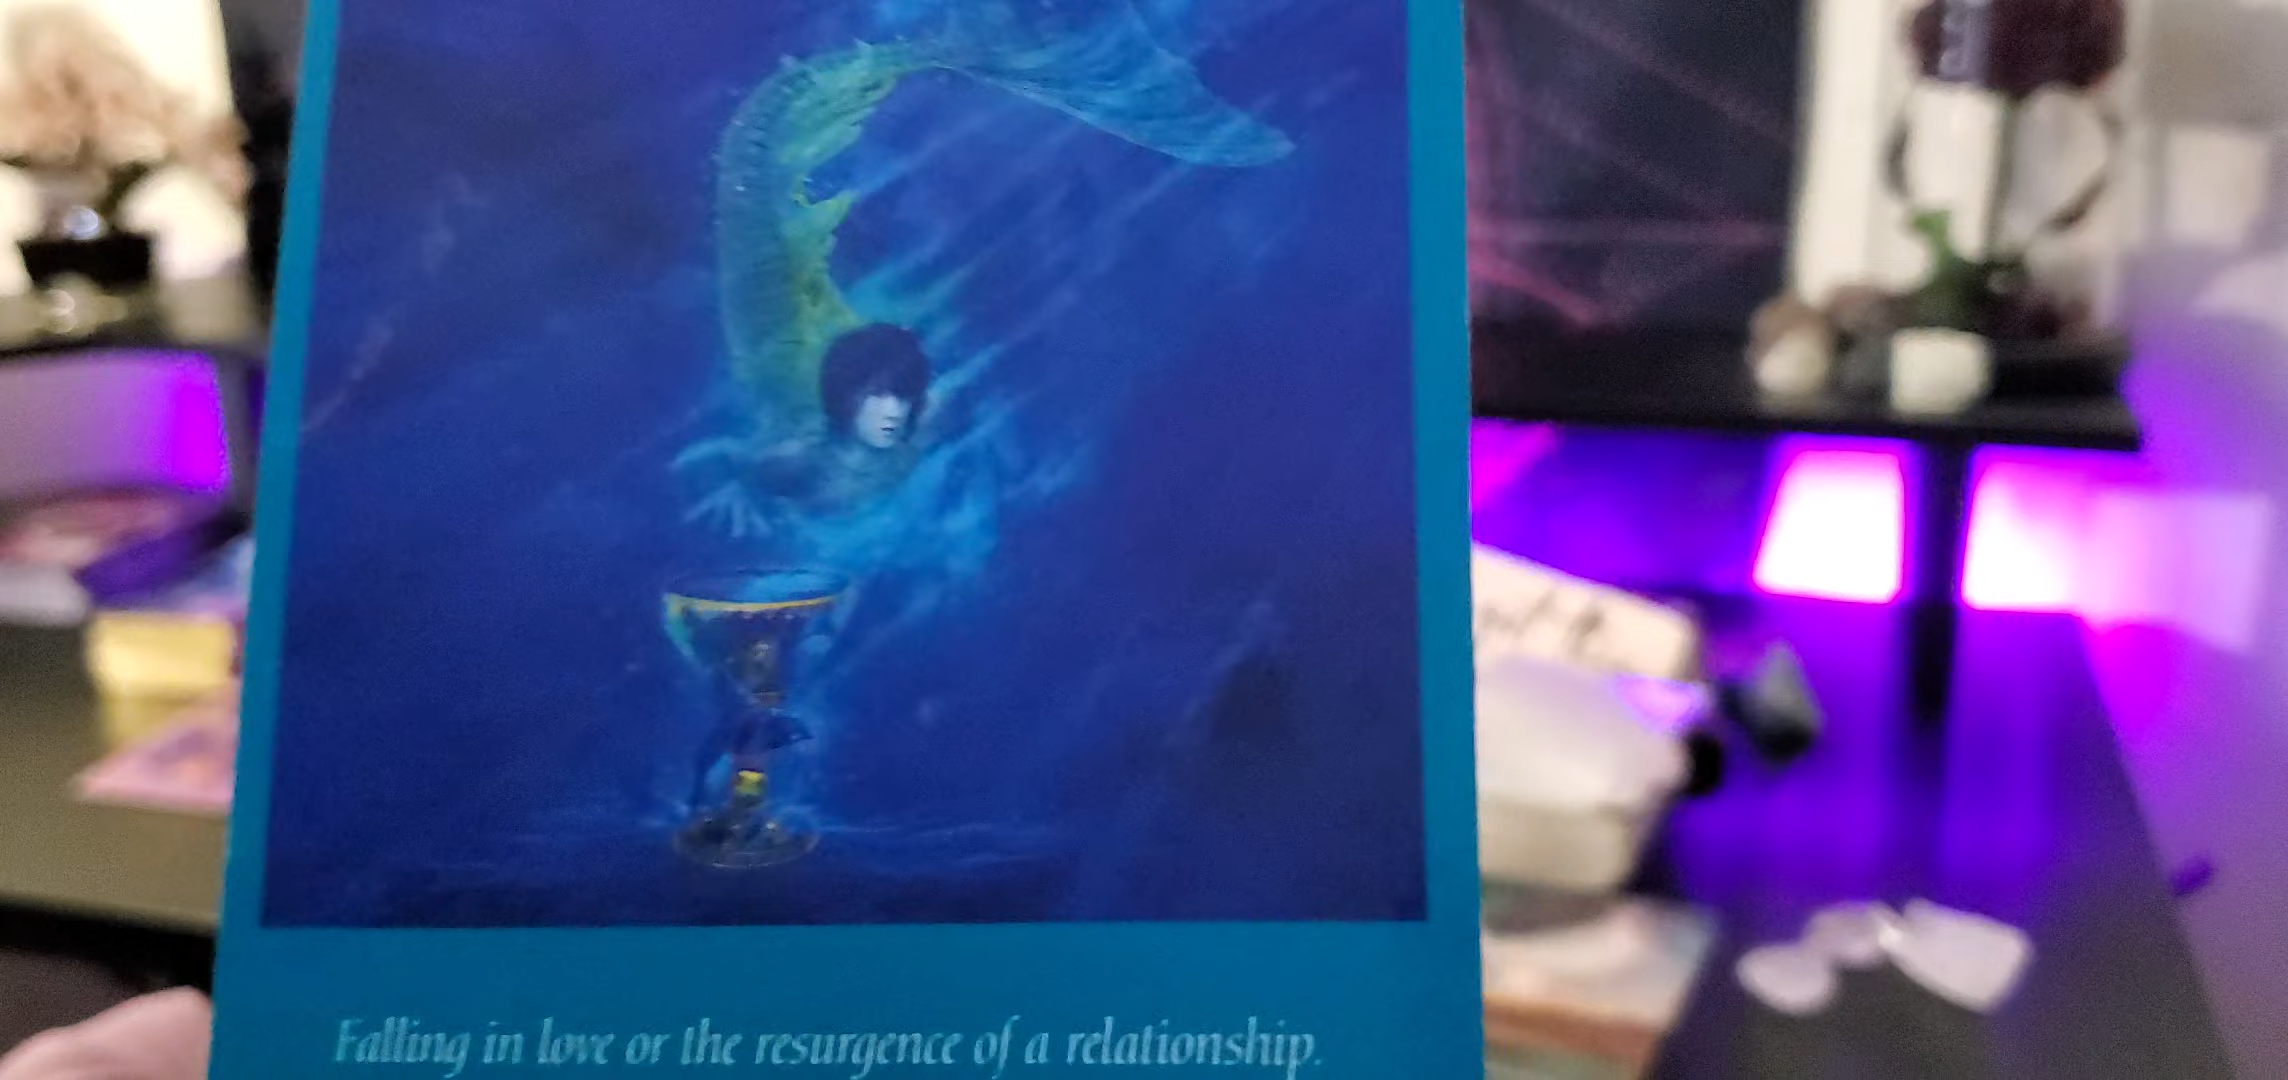 Falling in love or the resurgence of a relationship.